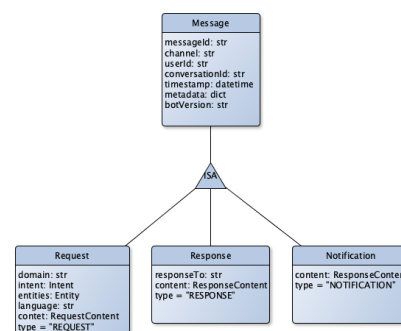 Message
messageId: str
channel: str
userId: str
conversationId: str
timestamp: datetime
metadata: dict
botVersion: str
ISA
Request
domain: str
intent: Intent
entities: Entity
language: str
contet: RequestContent
type = "REQUEST"
Response
responseTo: str
content: ResponseContent
type = "RESPONSE"
Notification
content: ResponseConten
type = "NOTIFICATION"